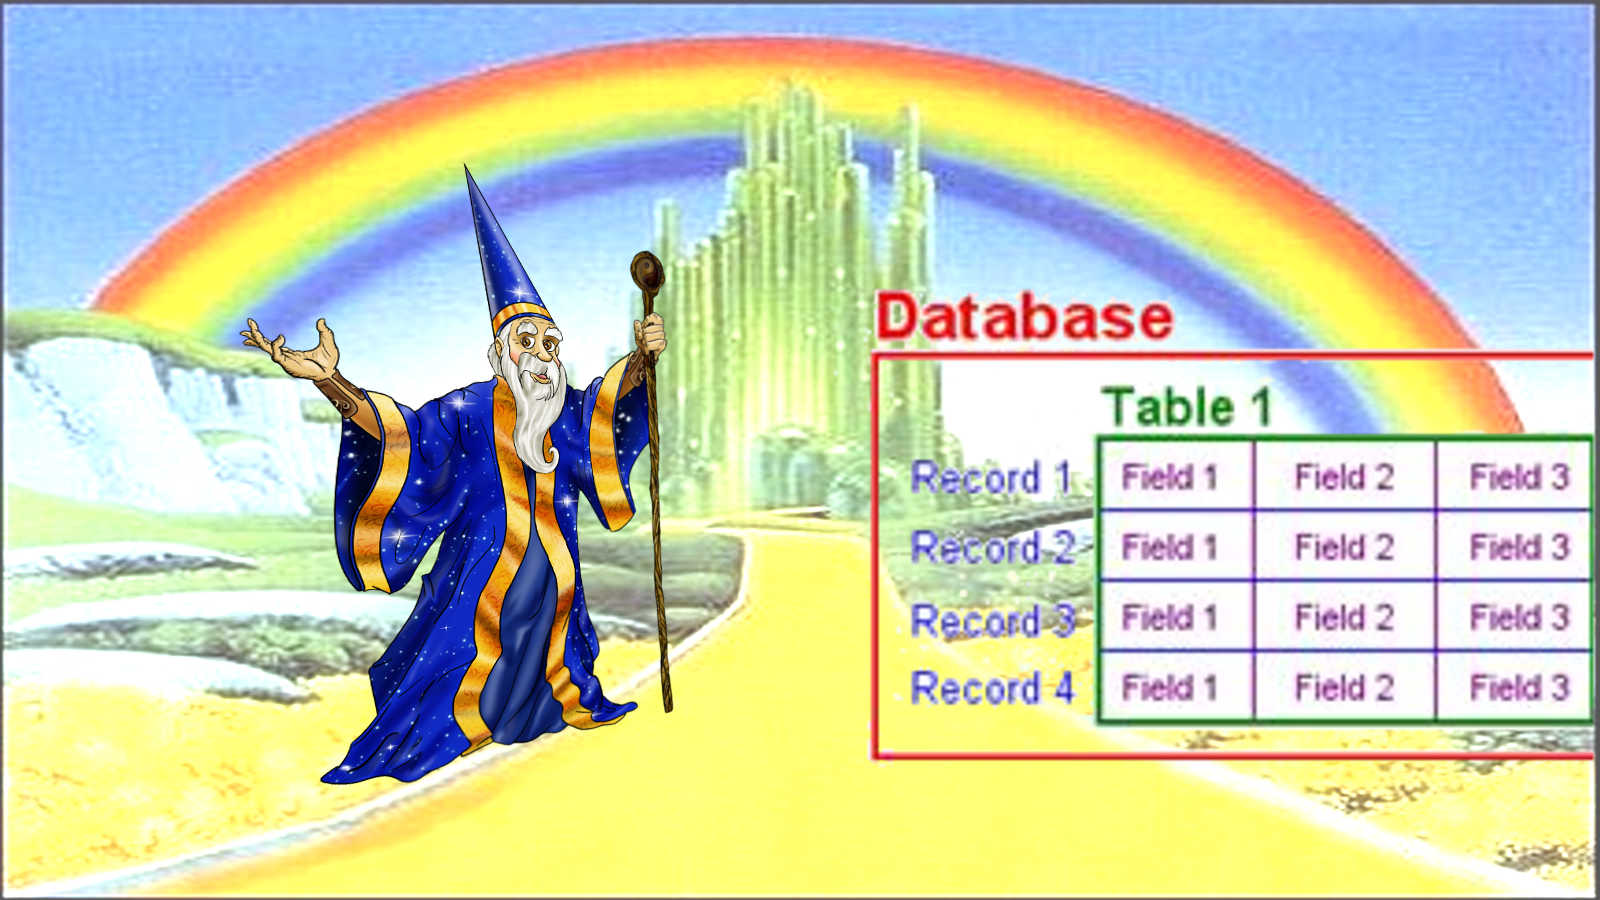 Database
Table 1
Record 1 Field 1 Field 2 Field 3
Record 2 Field 1 Field 2 Field 3
Record 3 Field 1 Field 2 Field 3
Record 4 Field 1 Field 2 Field 3